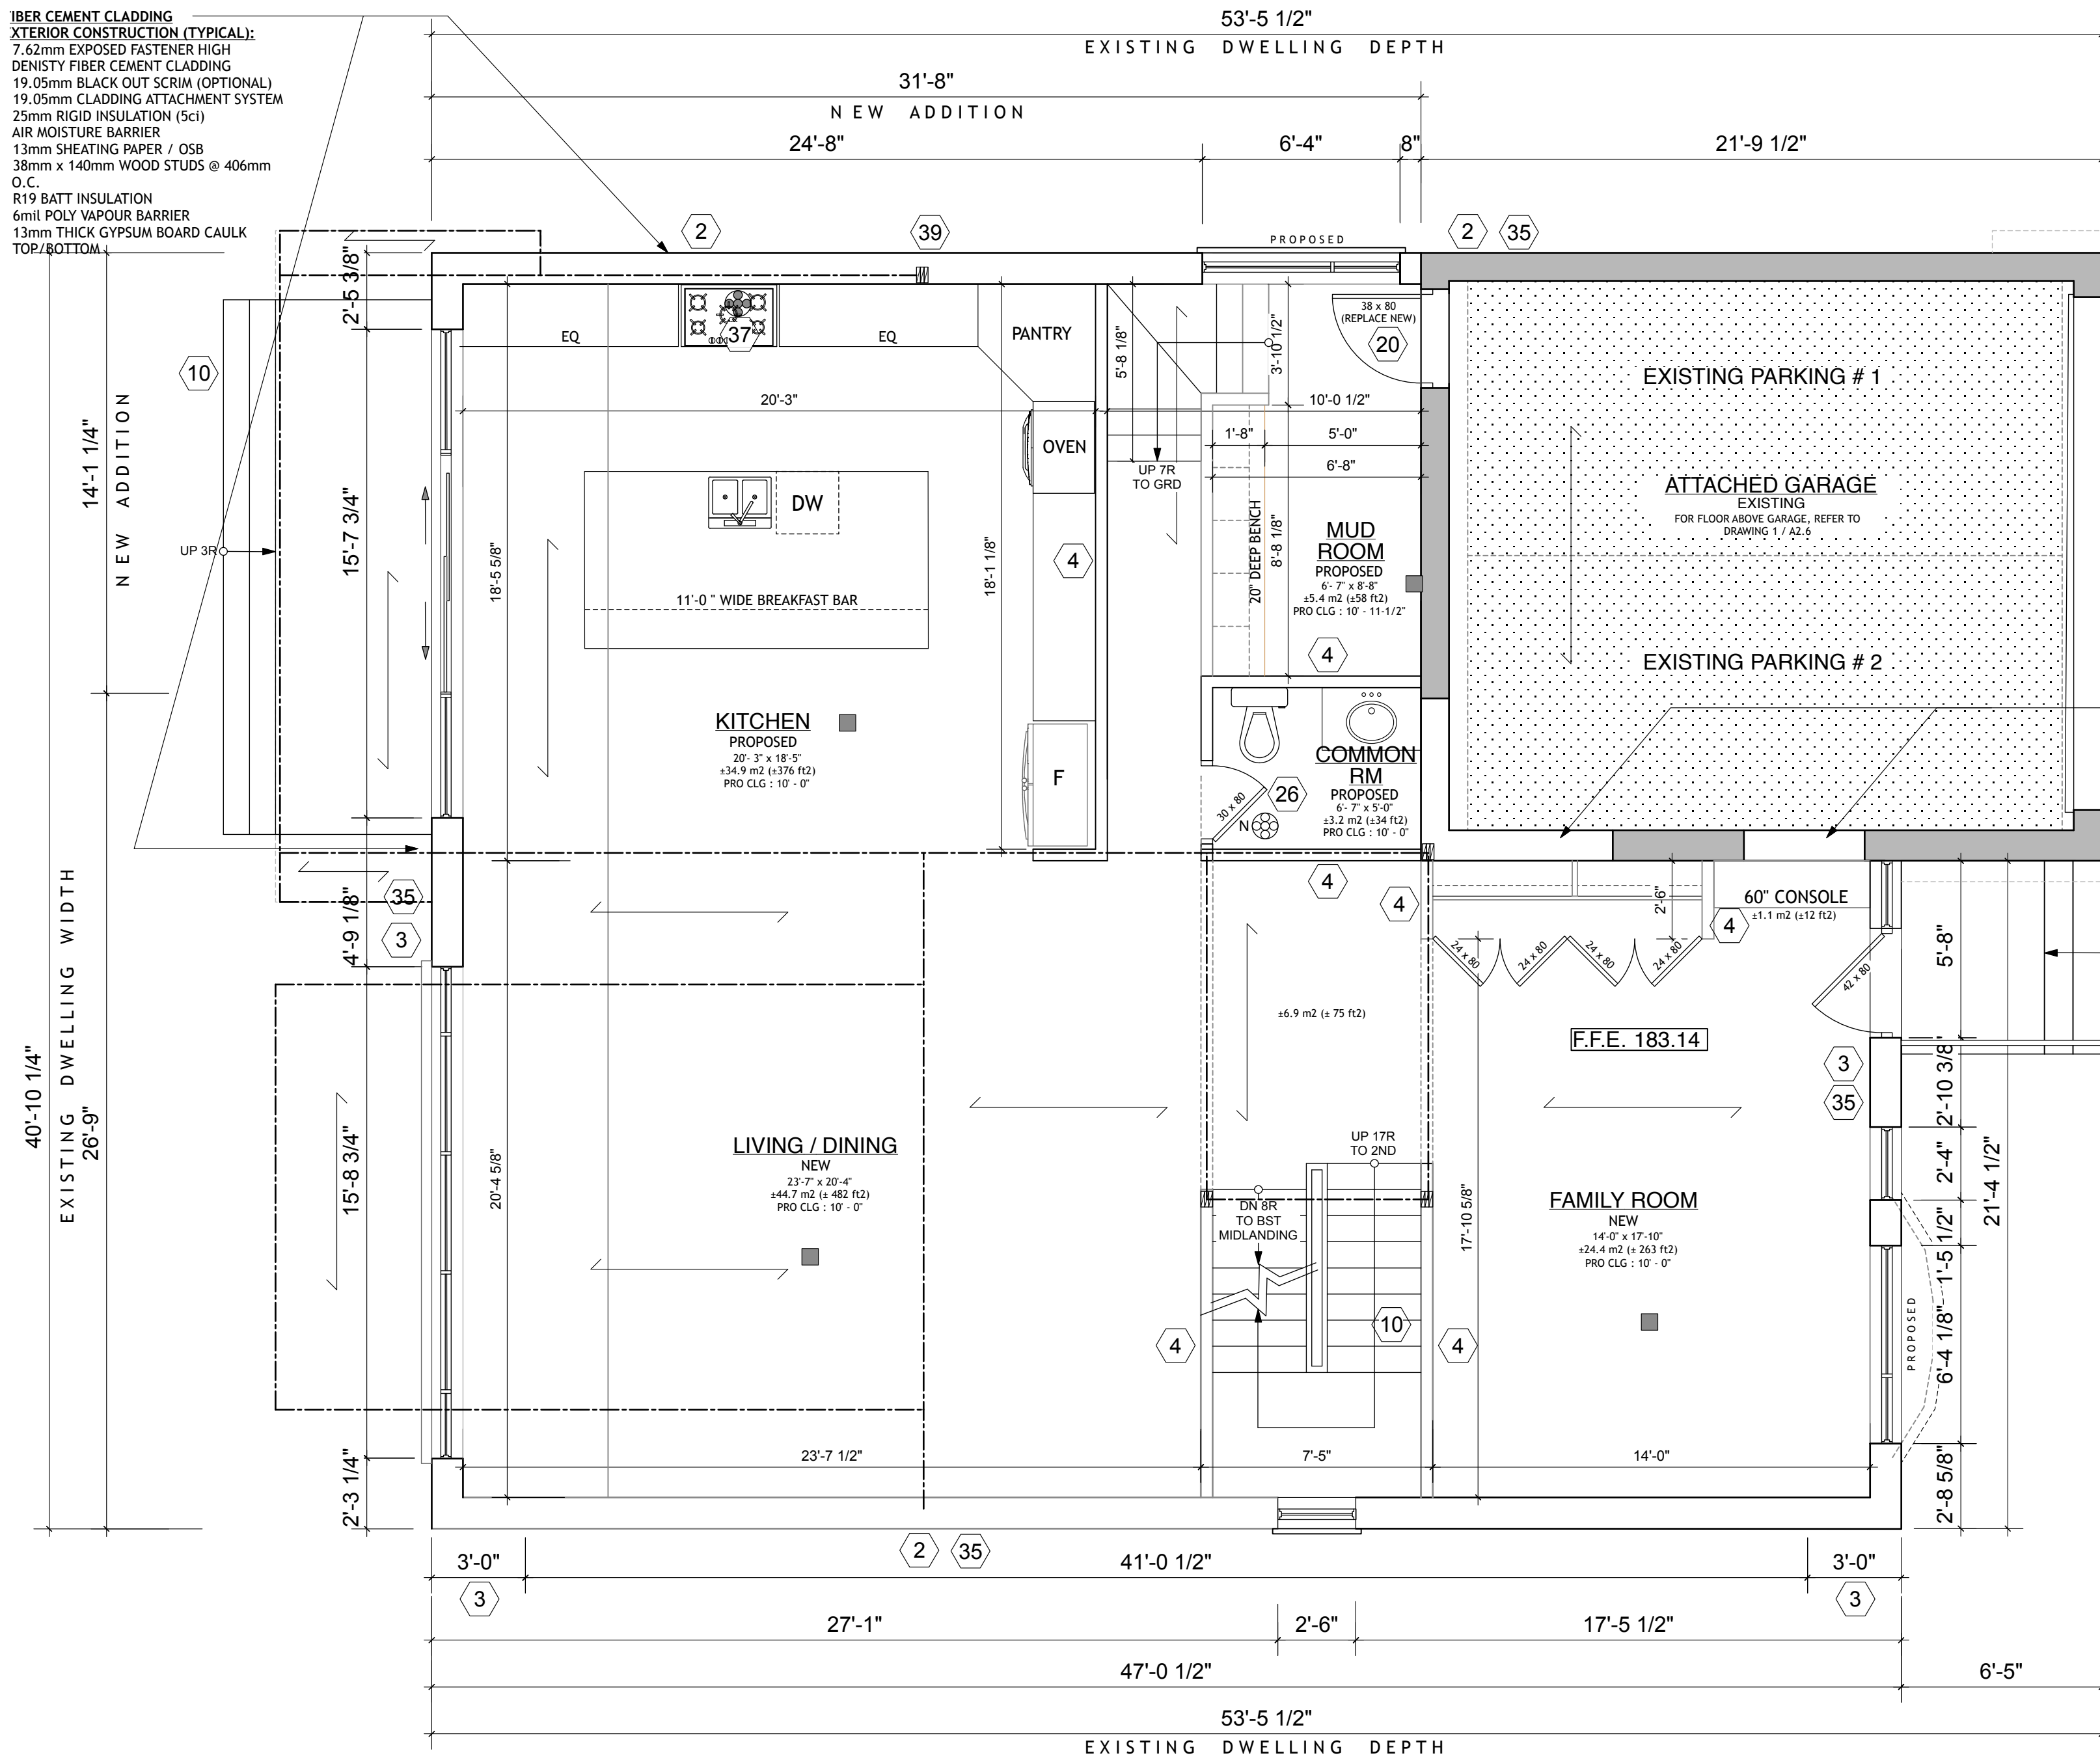 IBER CEMENT CLADDING
XTERIOR CONSTRUCTION (TYPICAL):
7.62mm EXPOSED FASTENER HIGH
DENISTY FIBER CEMENT CLADDING
19.05mm BLACK OUT SCRIM (OPTIONAL)
19.05mm CLADDING ATTACHMENT SYSTEM
25mm RIGID INSULATION (5ci)
AIR MOISTURE BARRIER
13mm SHEATING PAPER / OSB
38mm x 140mm WOOD STUDS @ 406mm
O.C.
R19 BATT INSULATION
6mil POLY VAPOUR BARRIER
13mm THICK GYPSUM BOARD CAULK
TOP/BOTTOM
53'-5 1/2"
EXISTING DWELLING DEPTH
31'-8"
NEW ADDITION
24'-8"
6'-4"
8"
21'-9 1/2"
2
39
PROPOSED
2
35
2'-5 3/8"
10
14'-1 1/4"
NEW ADDITION
15'-7 3/4"
UP 3R
EQ
37
EQ
PANTRY
5'-8 1/8"
3'-10 1/2"
38 x 80
(REPLACE NEW)
20
20'-3"
10'-0 1/2"
1'-8"
5'-0"
6'-8"
OVEN
UP 7R
TO GRD
DW
18'-5 5/8"
18'-1 1/8"
4
11'-0 " WIDE BREAKFAST BAR
20" DEEP BENCH
8'-8 1/8"
MUD
ROOM
PROPOSED
6'- 7" x 8'-8"
±5.4 m2 (±58 ft2)
PRO CLG : 10' - 11-1/2"
4
EXISTING PARKING # 1
ATTACHED GARAGE
EXISTING
FOR FLOOR ABOVE GARAGE, REFER TO
DRAWING 1 / A2.6
EXISTING PARKING # 2
KITCHEN
PROPOSED
20'- 3" x 18'-5"
±34.9 m2 (±376 ft2)
PRO CLG : 10' - 0"
F
COMMON
RM
PROPOSED
6'- 7" x 5'-0"
±3.2 m2 (±34 ft2)
PRO CLG : 10' - 0"
26
30 x 80
N
40'-10 1/4"
EXISTING DWELLING WIDTH
26'-9"
4'-9 1/8"
35
3
4
4
2'-6"
4
60" CONSOLE
±1.1 m2 (±12 ft2)
24 x 80
24 x 80
24 x 80
24 x 80
42 x 80
5'-8"
±6.9 m2 (± 75 ft2)
F.F.E. 183.14
3
35
2'-10 3/8"
15'-8 3/4"
20'-4 5/8"
LIVING / DINING
NEW
23'-7" x 20'-4"
±44.7 m2 (± 482 ft2)
PRO CLG : 10' - 0"
UP 17R
TO 2ND
DN 8R
TO BST
MIDLANDING
17'-10 5/8"
FAMILY ROOM
NEW
14'-0" x 17'-10"
±24.4 m2 (± 263 ft2)
PRO CLG : 10' - 0"
2'-4"
21'-4 1/2"
1'-5 1/2"
6'-4 1/8"
PROPOSED
4
10
4
2'-3 1/4"
23'-7 1/2"
7'-5"
14'-0"
2'-8 5/8"
2
35
3'-0"
41'-0 1/2"
3'-0"
3
3
27'-1"
2'-6"
17'-5 1/2"
47'-0 1/2"
6'-5"
53'-5 1/2"
EXISTING DWELLING DEPTH